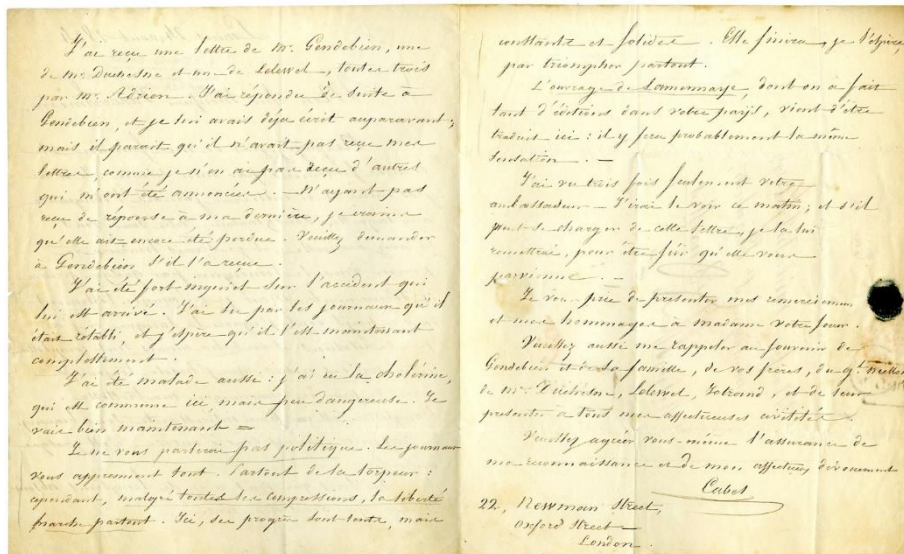 J'ai reçu une lettre de Mr. Gendebien, une
de Mr Duchesne et une de Lelewel, toutes trois
par Mr. Adrien. J'ai répondu de suite à
Gendebien, et je lui avais déjà écrit auparavant;
mais il parait qu'il n'avait pas reçu mes
lettres, comme je n'en ai pas reçu d'autres
qui m'ont été annoncées. — N'ayant pas
reçu de réponse à ma dernière, je crains
qu'elle ait encore été perdue. Veuillez demander
à Gendebien s'il l'a reçue.
J'ai été fort inquiet sur l'accident qui
lui est arrivé. J'ai lu par les journaux qu'il
était rétabli, et j'espère qu'il l'est maintenant
complettement.
J'ai été malade aussi : j'ai eu la cholérine,
qui est commune ici mais peu dangereuse. Je
vais bien maintenant =
Je ne vous parlerai pas politique. Les journaux
vous apprennent tout. Partout de la torpeur :
cependant, malgré toutes les compressions, la liberté
marche partout. Ici, ses progrès sont lents, mais
constants et solides. Elle finira, je l'espère,
par triompher partout.
L'ouvrage de Lamennaye, dont on a fait
tant d'éditions dans votre pays, vient d'être
traduit ici : il y fera probablement la même
sensation. —
J'ai vu trois fois seulement votre
ambassadeur — J'irai le voir ce matin; et s'il
peut se charger de cette lettre, je la lui
remettrai, pour être sûr qu'elle vous
parvienne. —
Je vous prie de présenter mes remercimens
et mes hommages à madame votre sœur.
Veuillez aussi me rappeler au souvenir de
Gendebien et de sa famille, de vos frères, du gl
de Mr. Duchesne, Lelewel, Jotrand, et de leur
présenter à tous mes affectueuses civilités.
Veuillez agréer vous-même l'assurance de
ma reconnaissance et de mon affectueux dévouement
Cabet
22, Newman Street,
Oxford Street
London.